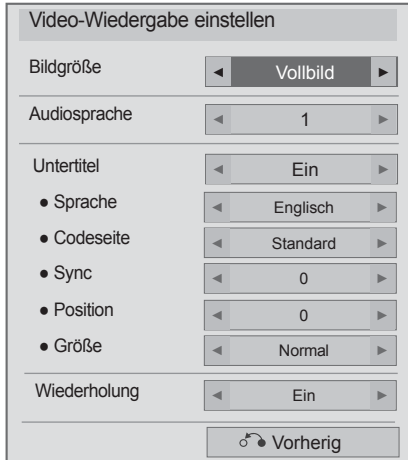 Video-Wiedergabe einstellen
Bildgröße ◄ Vollbild ►
Audiosprache ◄ 1 ►
Untertitel ◄ Ein ►
● Sprache ◄ Englisch ►
● Codeseite ◄ Standard ►
● Sync ◄ 0 ►
● Position ◄ 0 ►
● Größe ◄ Normal ►
Wiederholung ◄ Ein ►
Vorherig